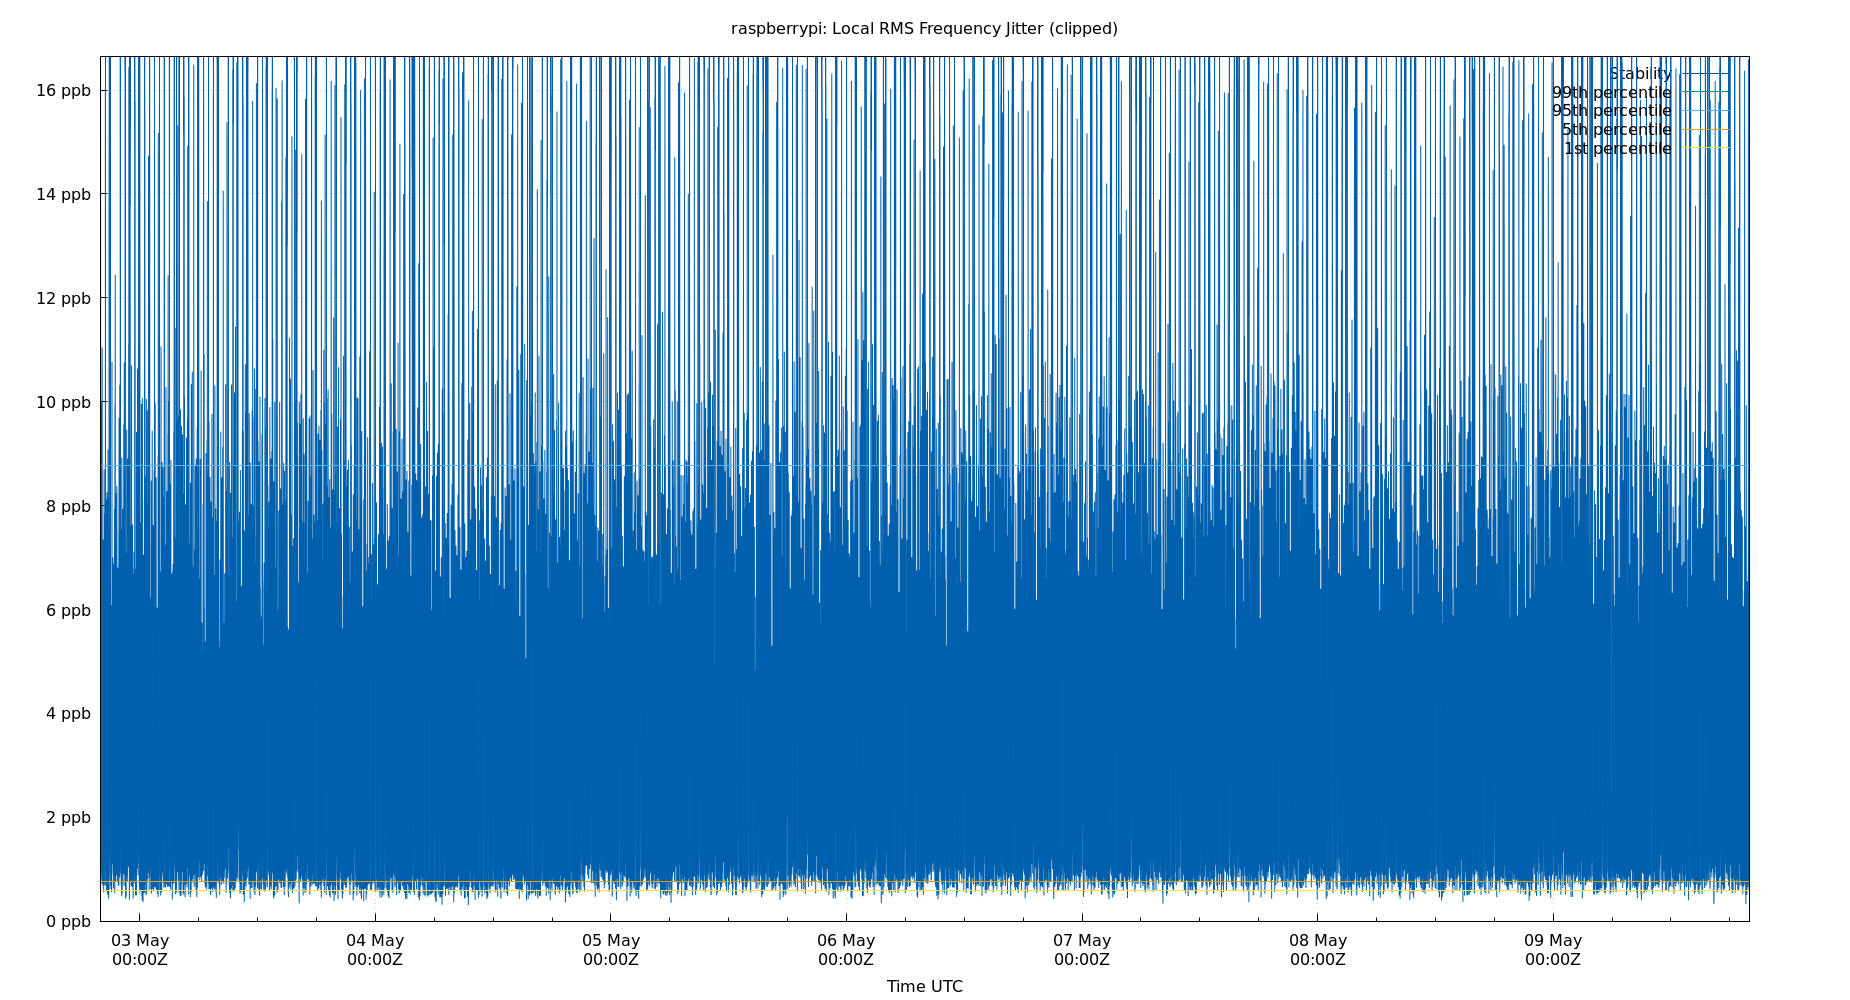 raspberrypi: Local RMS Frequency Jitter (clipped)
16 ppb
14 ppb
12 ppb
10 ppb
8 ppb
6 ppb
4 ppb
2 ppb
0 ppb
Stability
99th percentile
95th percentile
5th percentile
1st percentile
03 May 04 May 05 May 06 May 07 May 08 May 09 May
00:00Z 00:00Z 00:00Z 00:00Z 00:00Z 00:00Z 00:00Z
Time UTC